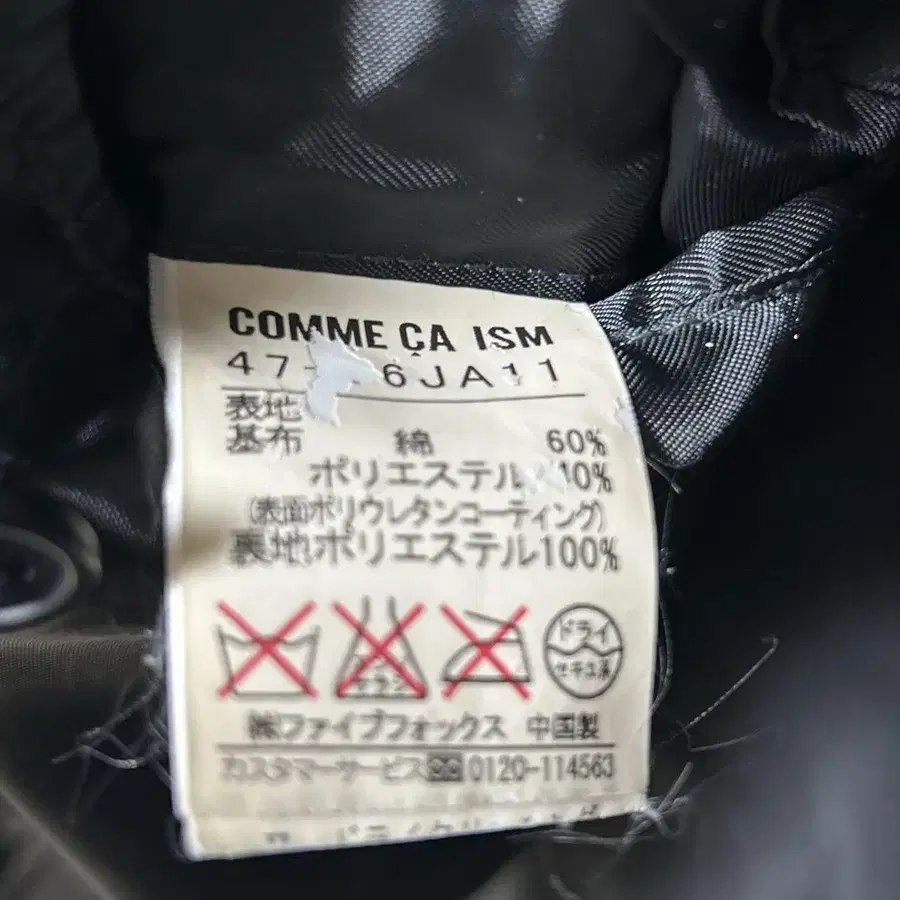 COMME ÇA ISM
47- 6JA11
表地
基布 綿 60%
ポリエステル 40%
(表面ポリウレタンコーティング)
裏地ポリエステル100%
ドライ
セキユ系
㈱ファイブフォックス 中国製
カスタマーサービス 0120-114563